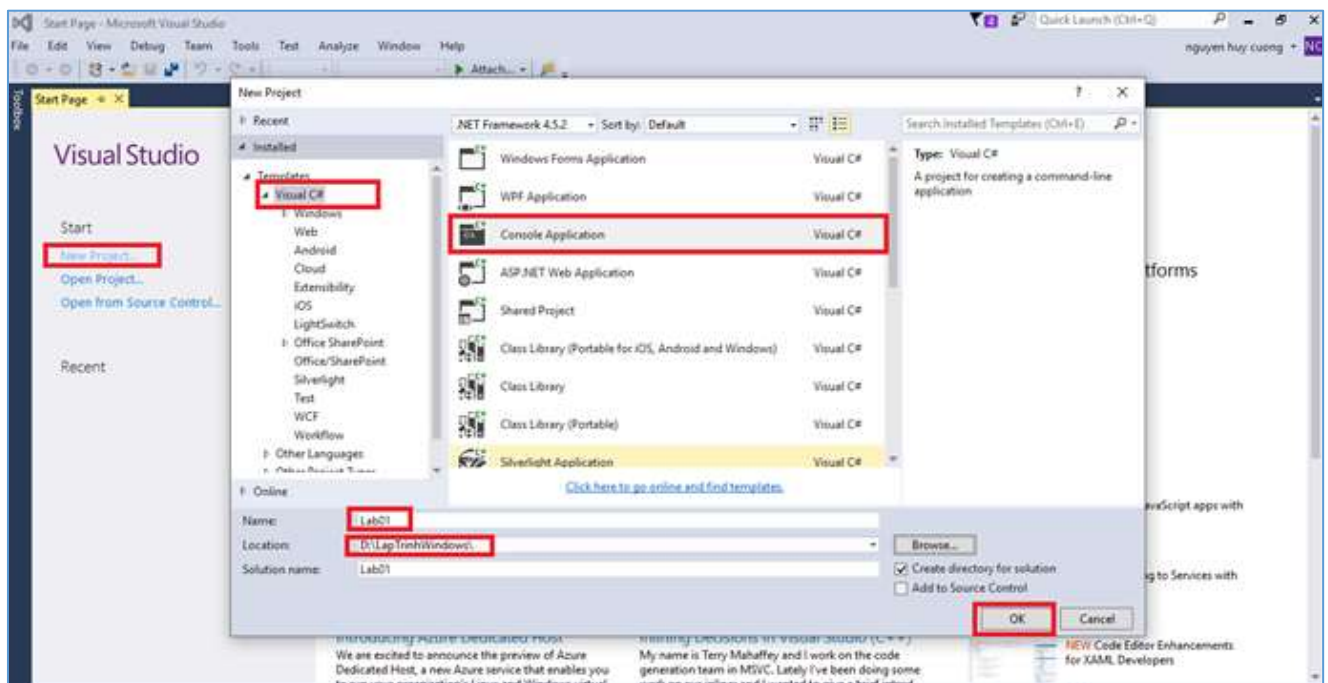 Start Page - Microsoft Visual Studio
Quick Launch (Ctrl+Q)
File Edit View Debug Team Tools Test Analyze Window Help
nguyen huy cuong NC
Attach...
Toolbox
Start Page
Visual Studio
Start
New Project...
Open Project...
Open from Source Control...
Recent
New Project
? ×
Recent
.NET Framework 4.5.2 Sort by: Default
Search Installed Templates (Ctrl+E)
Installed
Templates
Visual C#
Windows
Web
Android
Cloud
Extensibility
iOS
LightSwitch
Office SharePoint
Office/SharePoint
Silverlight
Test
WCF
Workflow
Other Languages
Other Project Types
Online
Windows Forms Application Visual C#
WPF Application Visual C#
Console Application Visual C#
ASP.NET Web Application Visual C#
Shared Project Visual C#
Class Library (Portable for iOS, Android and Windows) Visual C#
Class Library Visual C#
Class Library (Portable) Visual C#
Silverlight Application Visual C#
Click here to go online and find templates.
Type: Visual C#
A project for creating a command-line
application
Name: Lab01
Location: D:\LapTrinhWindows\
Browse...
Solution name: Lab01
Create directory for solution
Add to Source Control
OK Cancel
tforms
avaScript apps with
g to Services with
Introducing Azure Dedicated Host
We are excited to announce the preview of Azure
Dedicated Host, a new Azure service that enables you
Inlining Decisions in Visual Studio (C++)
My name is Terry Mahaffey and I work on the code
generation team in MSVC. Lately I've been doing some
NEW Code Editor Enhancements
for XAML Developers